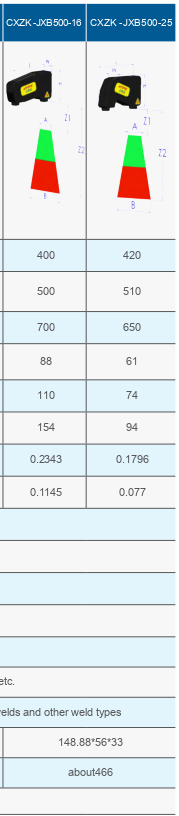 CXZK -JXB500-16 CXZK -JXB500-25
A Z1 Z2 B
A Z1 Z2 B
400 420
500 510
700 650
88 61
110 74
154 94
0.2343 0.1796
0.1145 0.077
etc.
elds and other weld types
148.88*56*33
about466